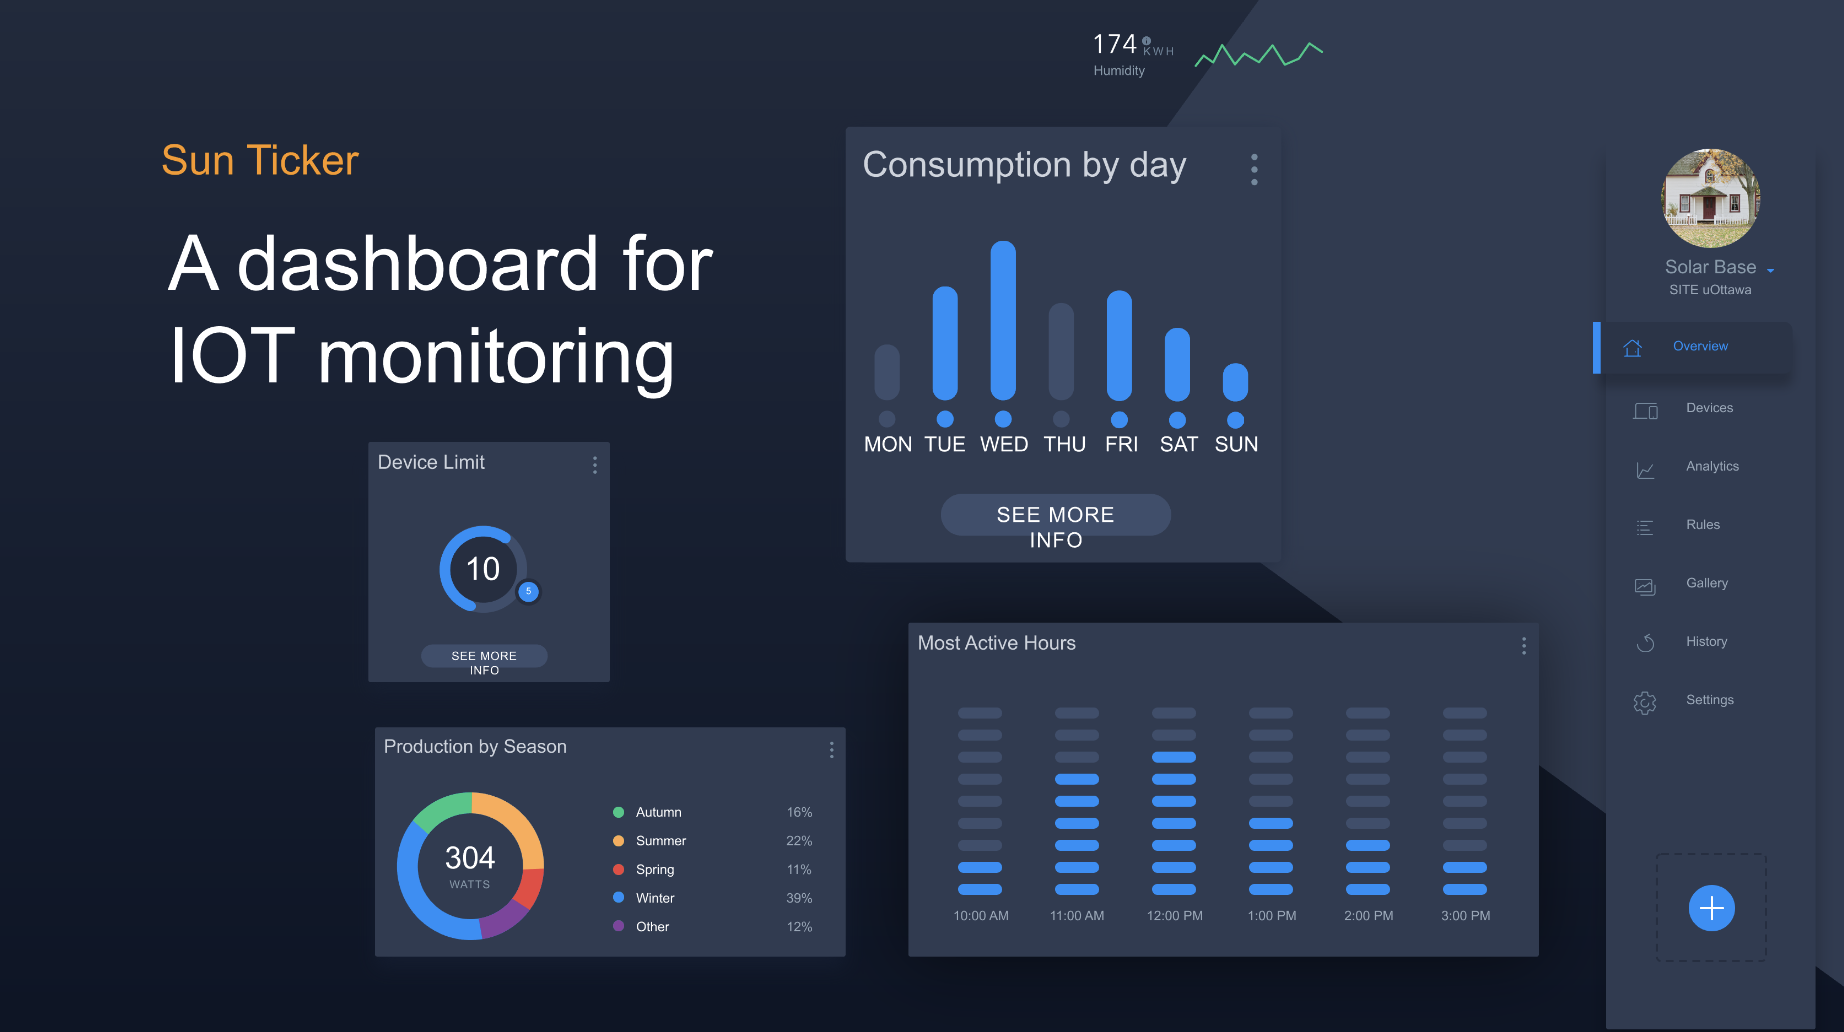 174 KWH
Humidity
Sun Ticker
A dashboard for
IOT monitoring
Consumption by day
MON TUE WED THU FRI SAT SUN
SEE MORE
INFO
Device Limit
10
5
SEE MORE
INFO
Production by Season
304
WATTS
Autumn 16%
Summer 22%
Spring 11%
Winter 39%
Other 12%
Most Active Hours
10:00 AM 11:00 AM 12:00 PM 1:00 PM 2:00 PM 3:00 PM
Solar Base
SITE uOttawa
Overview
Devices
Analytics
Rules
Gallery
History
Settings